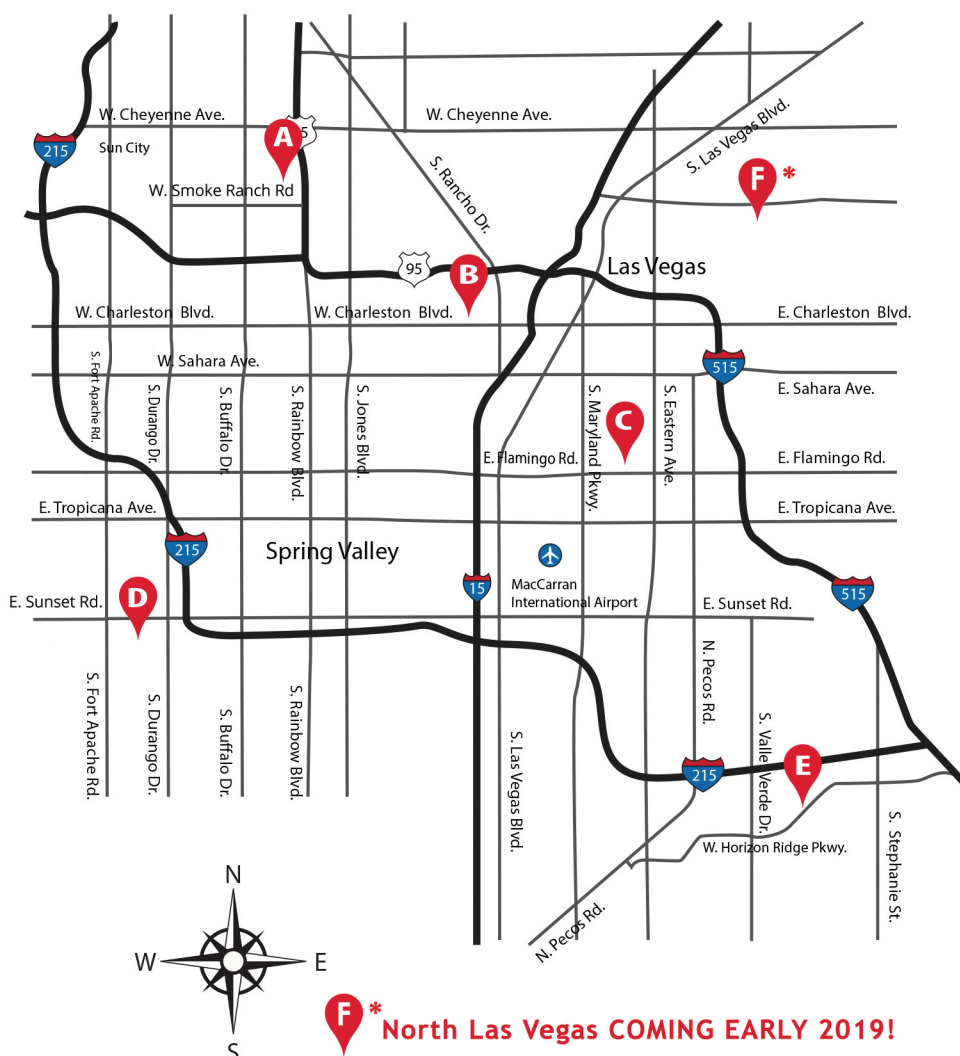 W. Cheyenne Ave.
W. Cheyenne Ave.
A
5
215
Sun City
S. Las Vegas Blvd.
S. Rancho Dr.
F *
W. Smoke Ranch Rd
95
B
Las Vegas
W. Charleston Blvd.
W. Charleston Blvd.
E. Charleston Blvd.
S. Fort Apache Rd.
W. Sahara Ave.
515
E. Sahara Ave.
S. Durango Dr.
S. Buffalo Dr.
S. Rainbow Blvd.
S. Jones Blvd.
S. Maryland Pkwy.
C
S. Eastern Ave.
E. Flamingo Rd.
E. Flamingo Rd.
E. Tropicana Ave.
E. Tropicana Ave.
215
Spring Valley
15
MacCarran
International Airport
515
E. Sunset Rd.
D
E. Sunset Rd.
S. Fort Apache Rd.
S. Durango Dr.
S. Buffalo Dr.
S. Rainbow Blvd.
S. Las Vegas Blvd.
N. Pecos Rd.
S. Valle Verde Dr.
215
E
W. Horizon Ridge Pkwy.
S. Stephanie St.
N. Pecos Rd.
N
W
E
S
F * North Las Vegas COMING EARLY 2019!